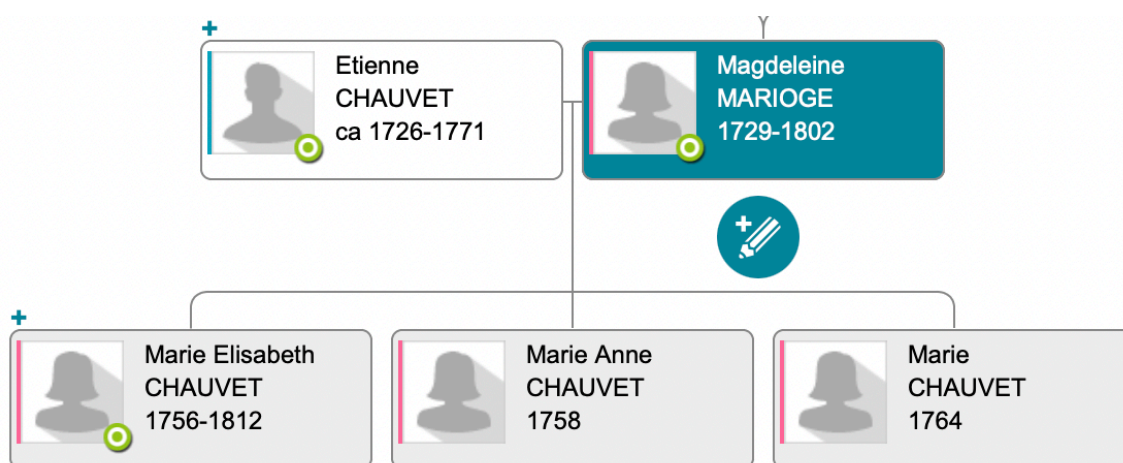 Etienne
CHAUVET
ca 1726-1771
Magdeleine
MARIOGE
1729-1802
Marie Elisabeth
CHAUVET
1756-1812
Marie Anne
CHAUVET
1758
Marie
CHAUVET
1764